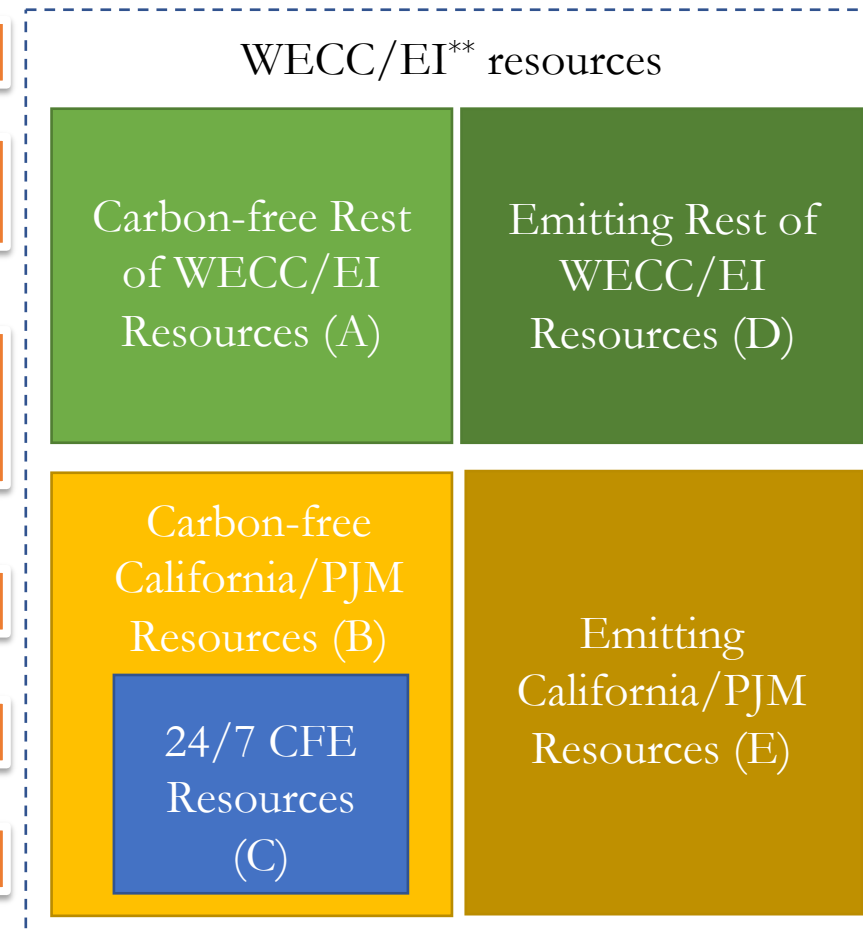 WECC/EI** resources
Carbon-free Rest
of WECC/EI
Resources (A)
Emitting Rest of
WECC/EI
Resources (D)
Carbon-free
California/PJM
Resources (B)
24/7 CFE
Resources
(C)
Emitting
California/PJM
Resources (E)